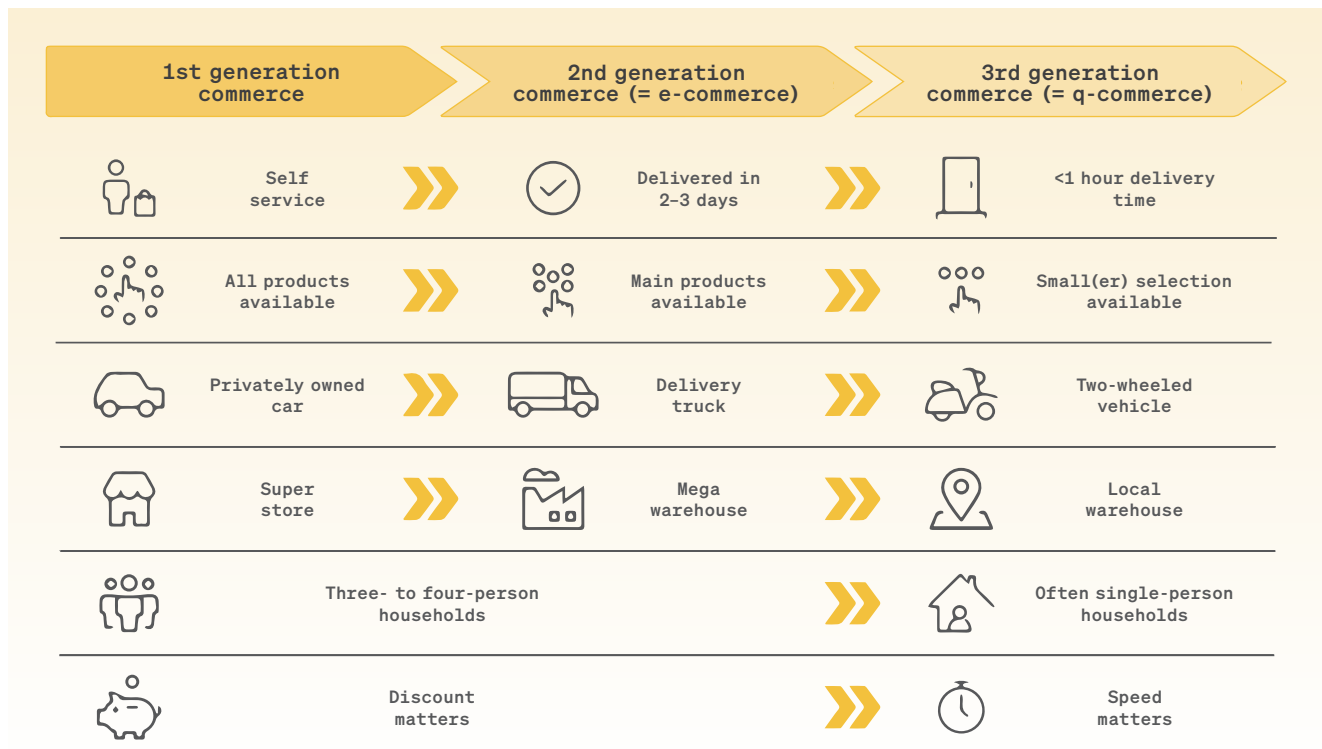 1st generation
commerce
2nd generation
commerce (= e-commerce)
3rd generation
commerce (= q-commerce)
Self
service
Delivered in
2–3 days
<1 hour delivery
time
All products
available
Main products
available
Small(er) selection
available
Privately owned
car
Delivery
truck
Two-wheeled
vehicle
Super
store
Mega
warehouse
Local
warehouse
Three- to four-person
households
Often single-person
households
Discount
matters
Speed
matters